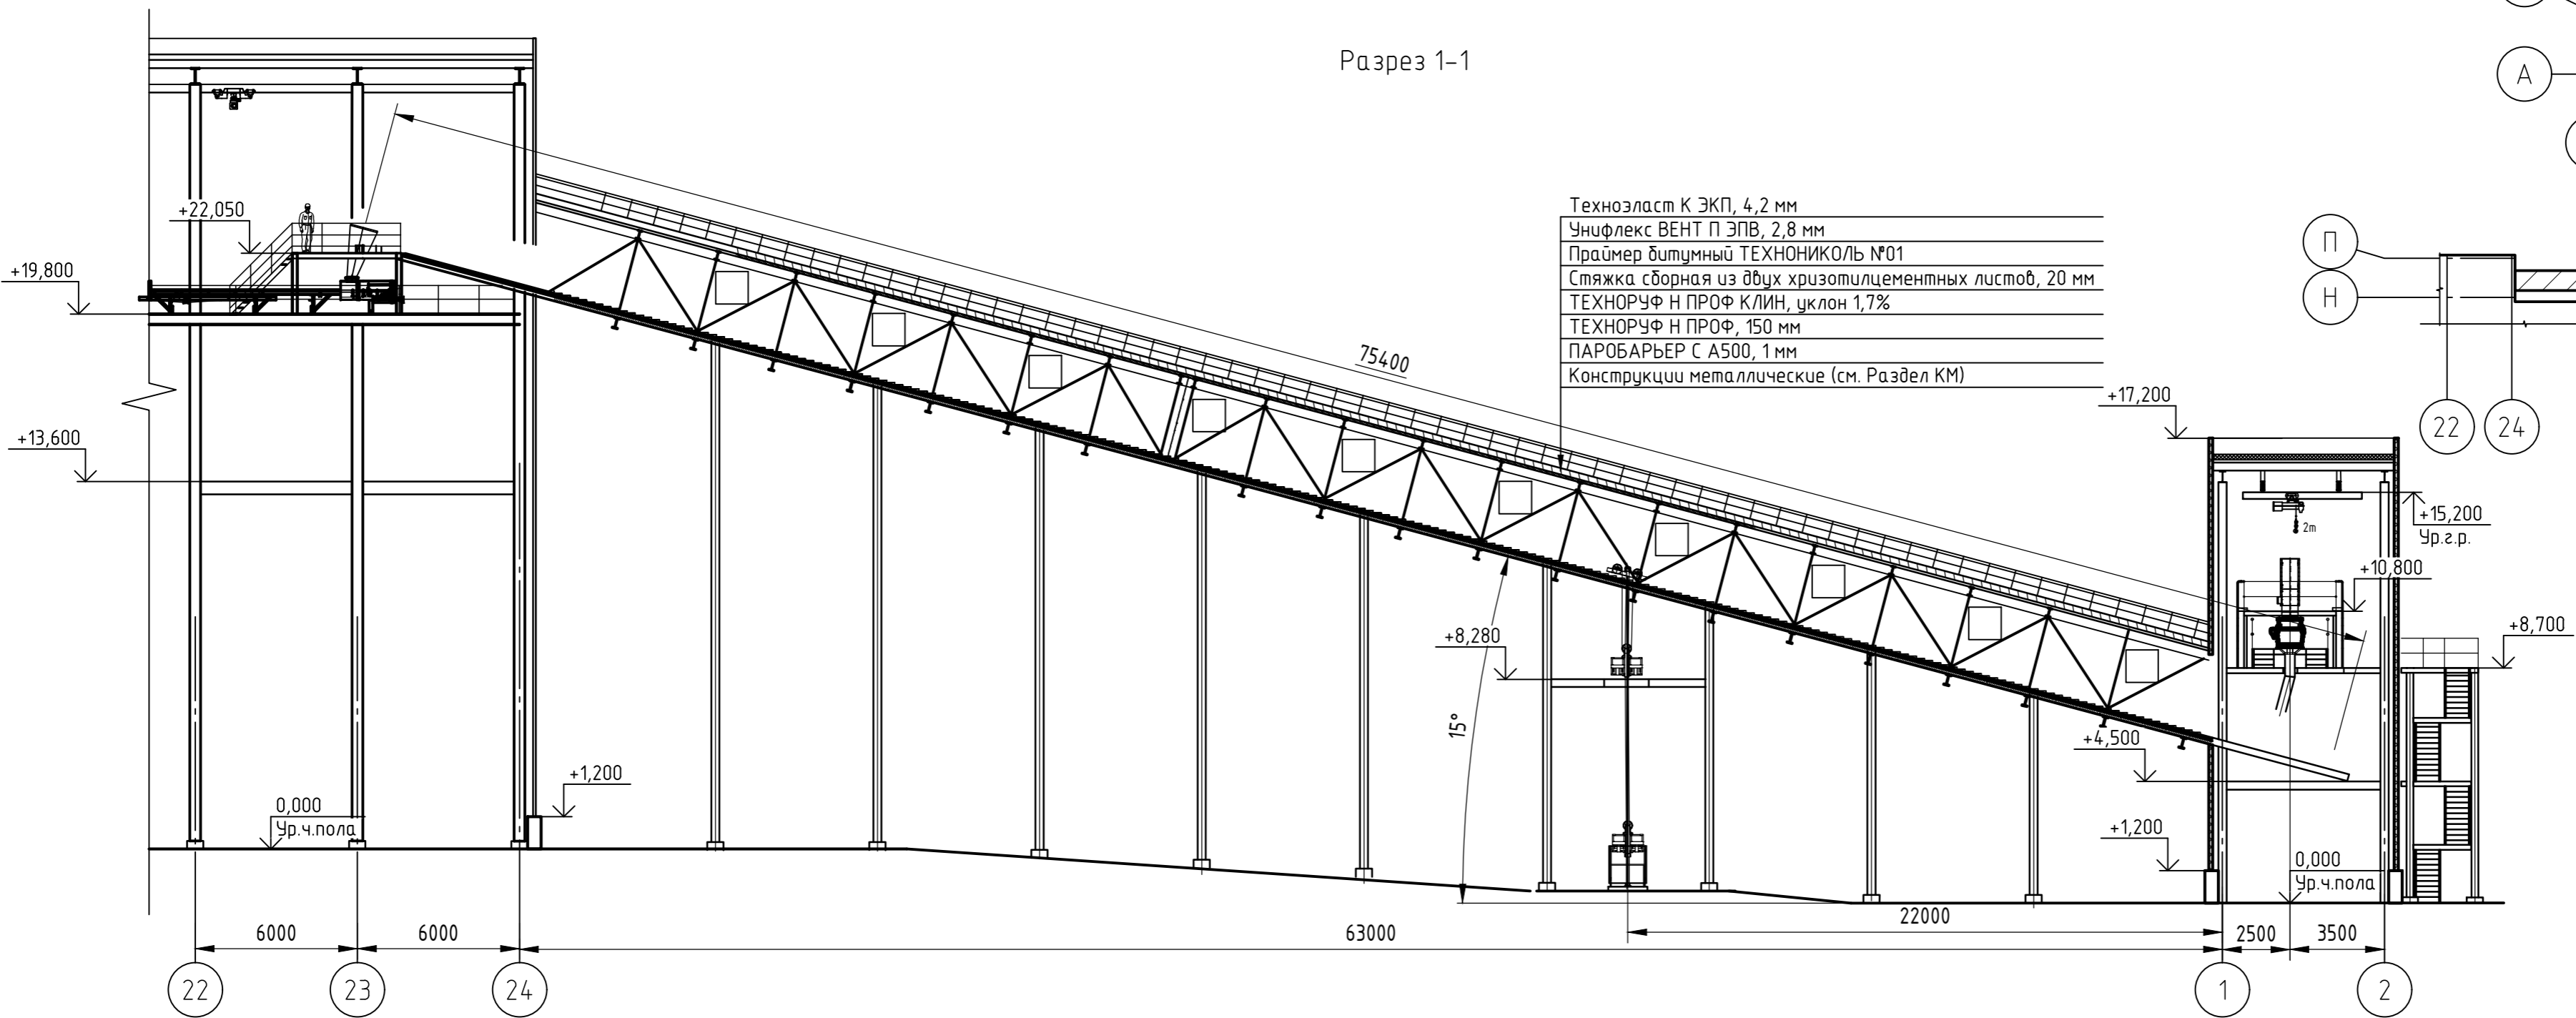 Разрез 1-1
А
+22,050
+19,800
+13,600
Техноэласт К ЭКП, 4,2 мм
Унифлекс ВЕНТ П ЭПВ, 2,8 мм
Праймер битумный ТЕХНОНИКОЛЬ №01
Стяжка сборная из двух хризотилцементных листов, 20 мм
ТЕХНОРУФ Н ПРОФ КЛИН, уклон 1,7%
ТЕХНОРУФ Н ПРОФ, 150 мм
ПАРОБАРЬЕР С А500, 1 мм
Конструкции металлические (см. Раздел КМ)
75400
П
Н
22
24
+17,200
+15,200
Ур.г.р.
2т
+10,800
+8,700
+8,280
15°
+4,500
+1,200
0,000
Ур.ч.пола
+1,200
0,000
Ур.ч.пола
6000
6000
63000
22000
2500
3500
22
23
24
1
2